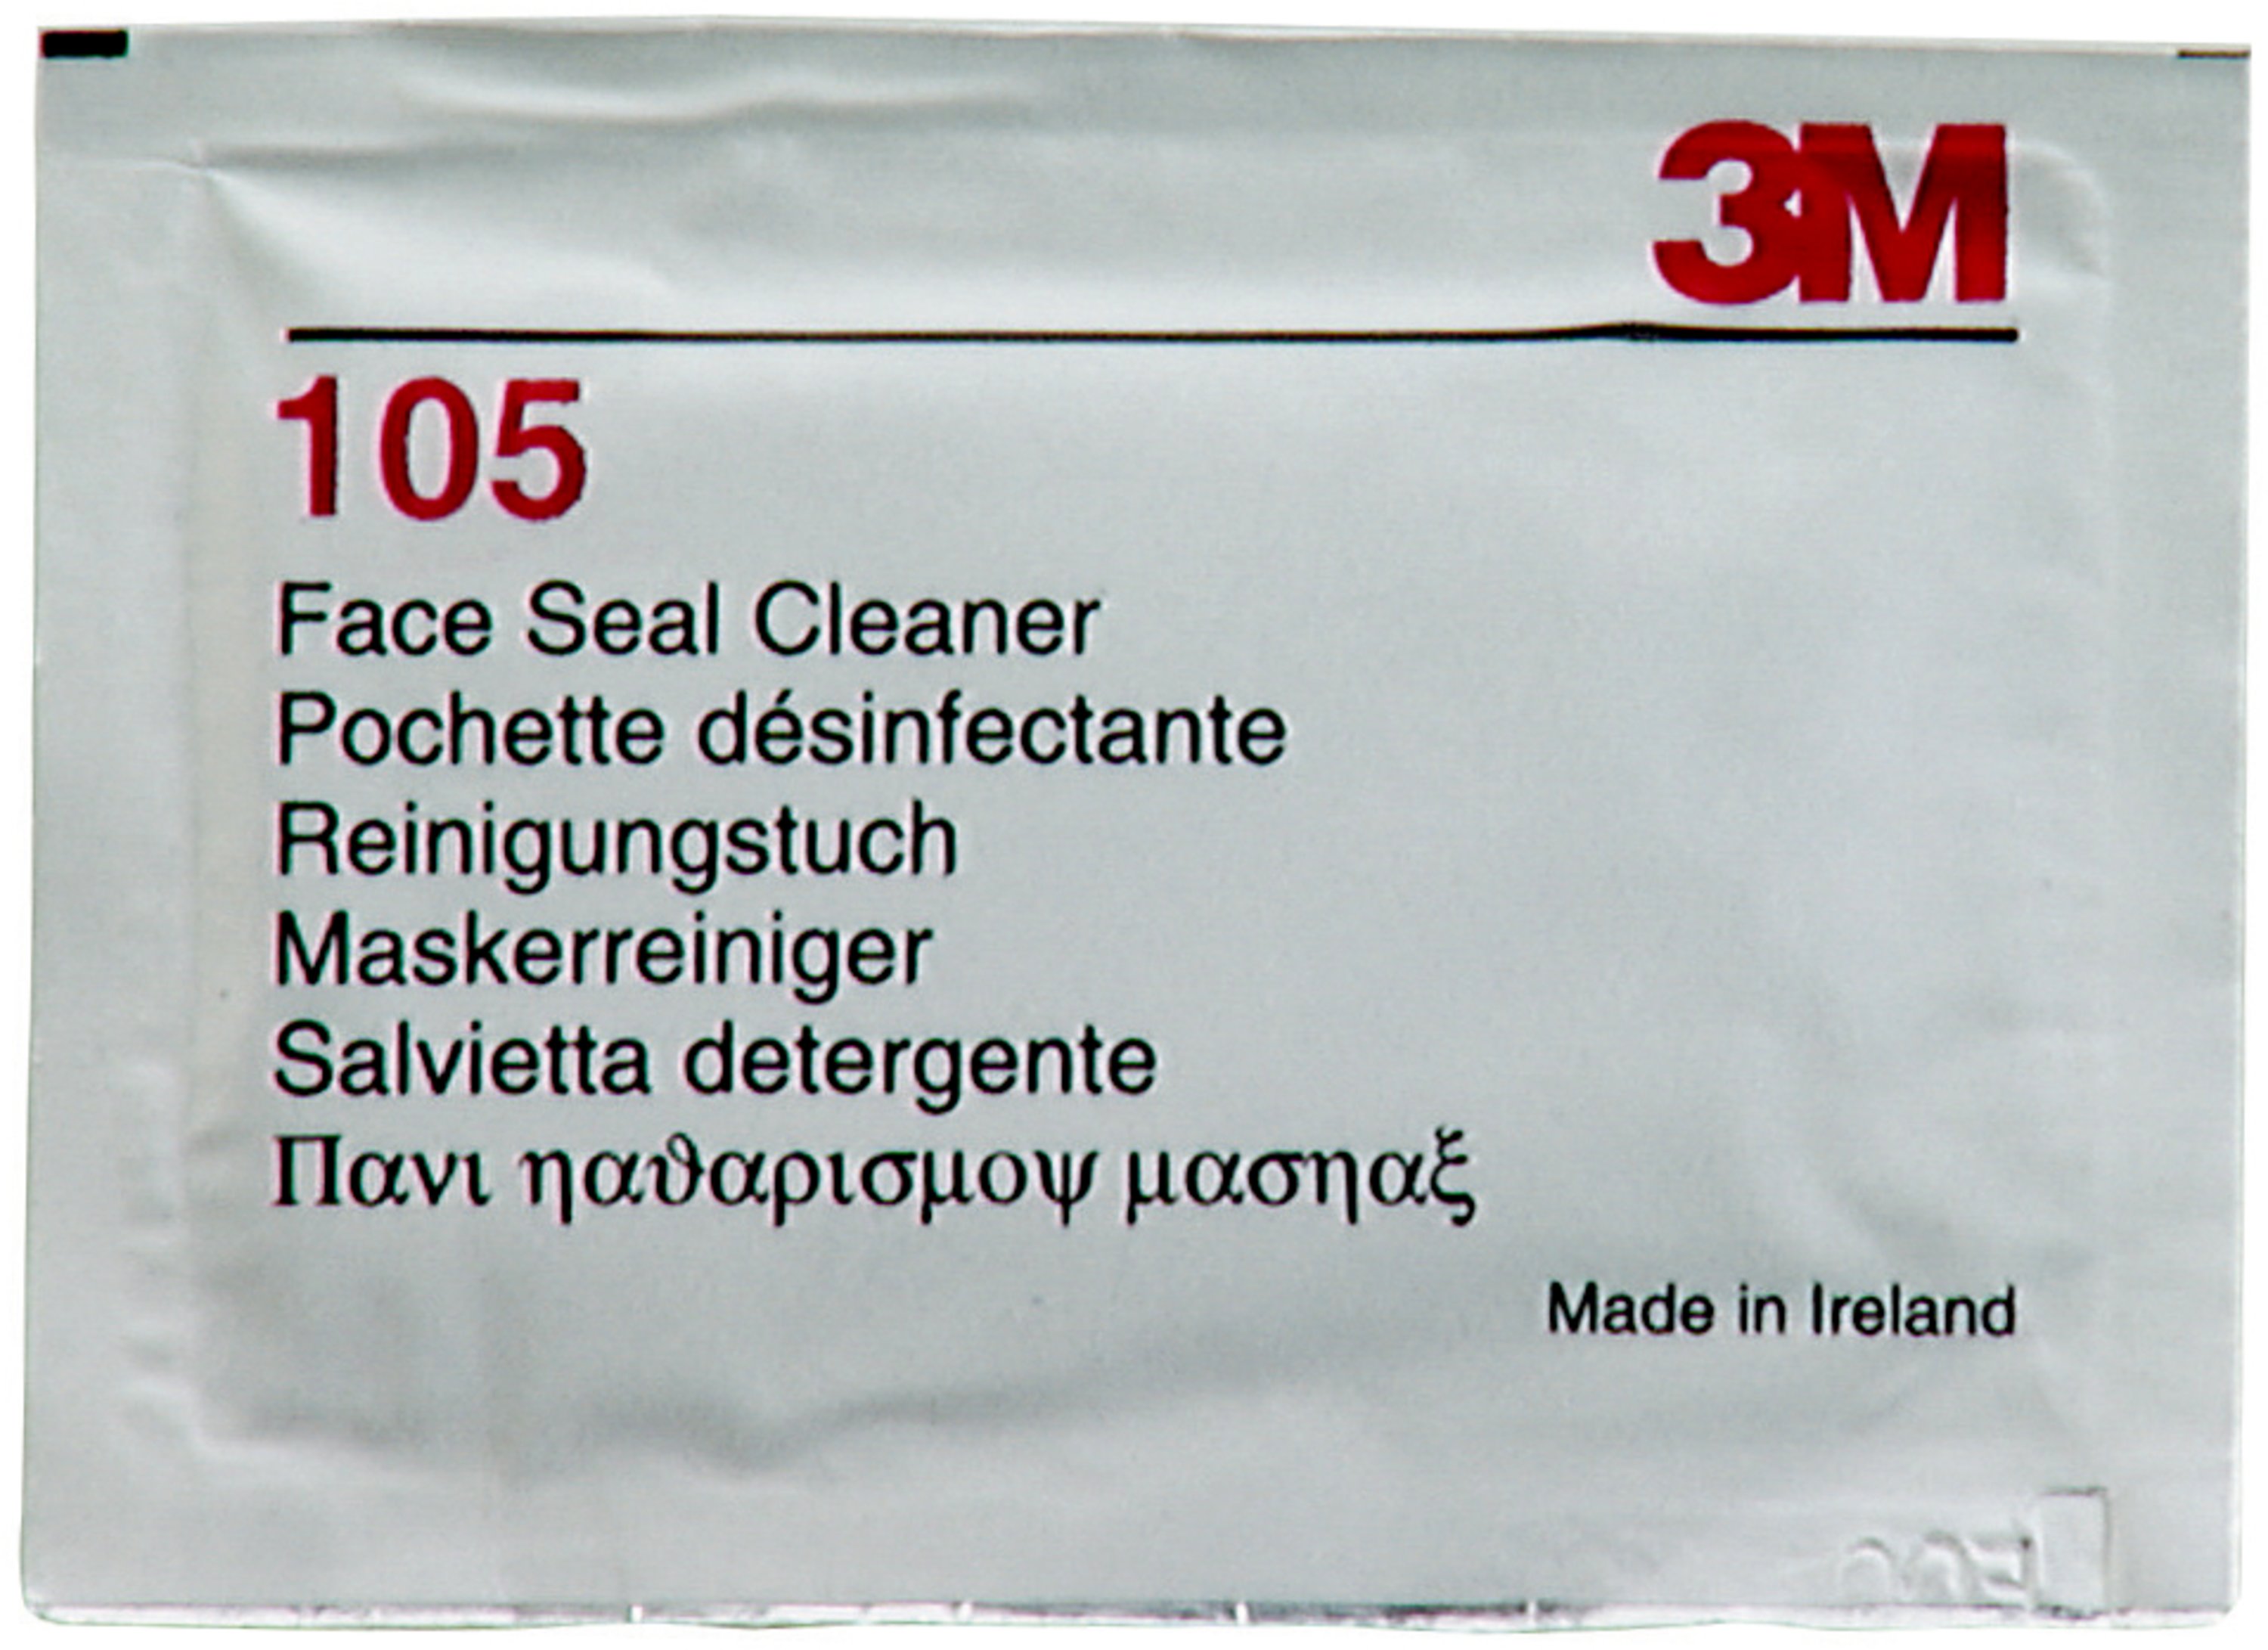 3M
105
Face Seal Cleaner
Pochette désinfectante
Reinigungstuch
Maskerreiniger
Salvietta detergente
Πανι ηαϑαρισμοψ μασηαξ
Made in Ireland